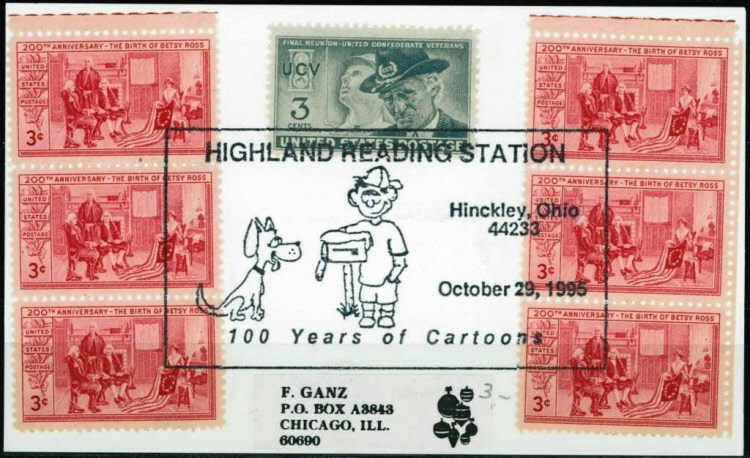 200TH ANNIVERSARY - THE BIRTH OF BETSY ROSS
UNITED
STATES
POSTAGE
3¢
200TH ANNIVERSARY - THE BIRTH OF BETSY ROSS
UNITED
STATES
POSTAGE
3¢
200TH ANNIVERSARY - THE BIRTH OF BETSY ROSS
UNITED
STATES
POSTAGE
3¢
FINAL REUNION - UNITED CONFEDERATE VETERANS
UCV
3
CENTS
UNITED STATES POSTAGE
200TH ANNIVERSARY - THE BIRTH OF BETSY ROSS
UNITED
STATES
POSTAGE
3¢
200TH ANNIVERSARY - THE BIRTH OF BETSY ROSS
UNITED
STATES
POSTAGE
3¢
200TH ANNIVERSARY - THE BIRTH OF BETSY ROSS
UNITED
STATES
POSTAGE
3¢
HIGHLAND READING STATION
Hinckley, Ohio
44233
October 29, 1995
100 Years of Cartoons
F. GANZ
P.O. BOX A3843
CHICAGO, ILL.
60690
3-